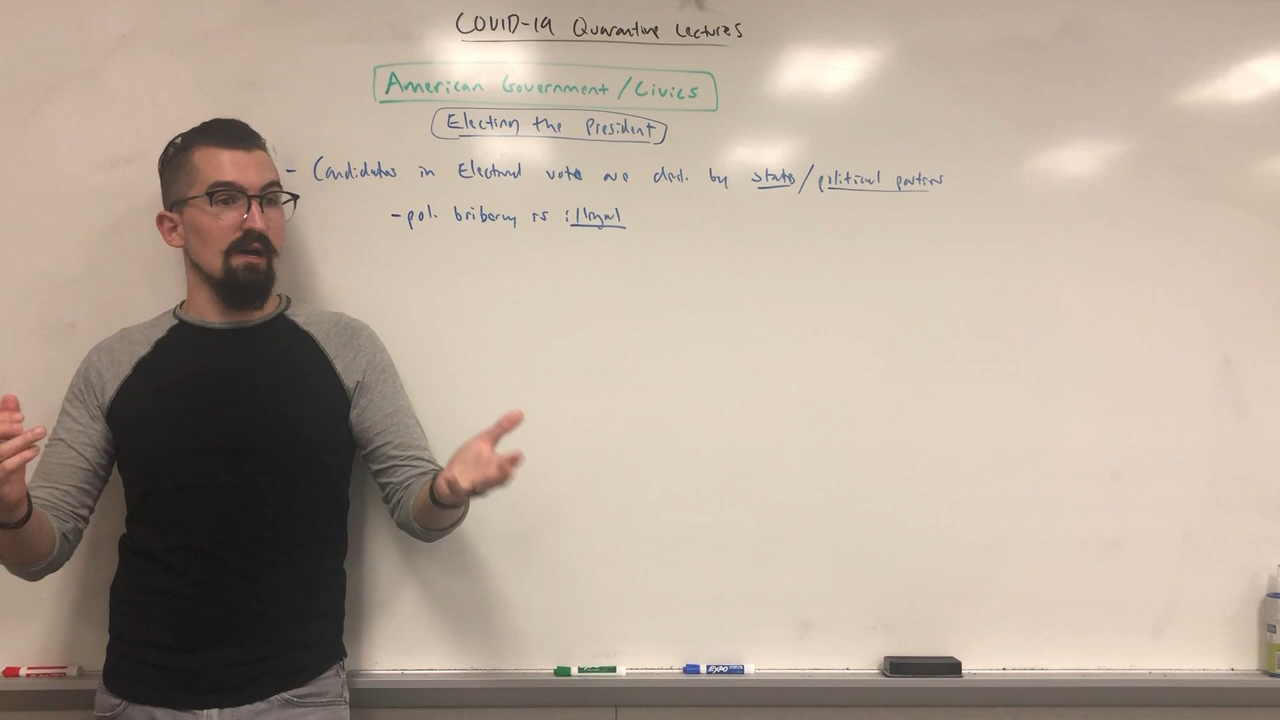 COVID-19 Quarantine Lectures
American Government/Civics
Electing the President
- Candidates in Electoral vote are ded. by state/political parties
- pol. bribery is illegal
EXPO